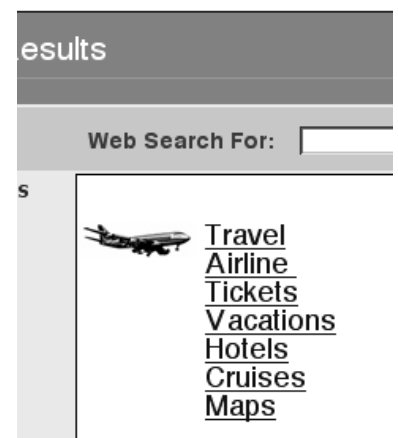 esults
Web Search For:
s
Travel
Airline
Tickets
Vacations
Hotels
Cruises
Maps